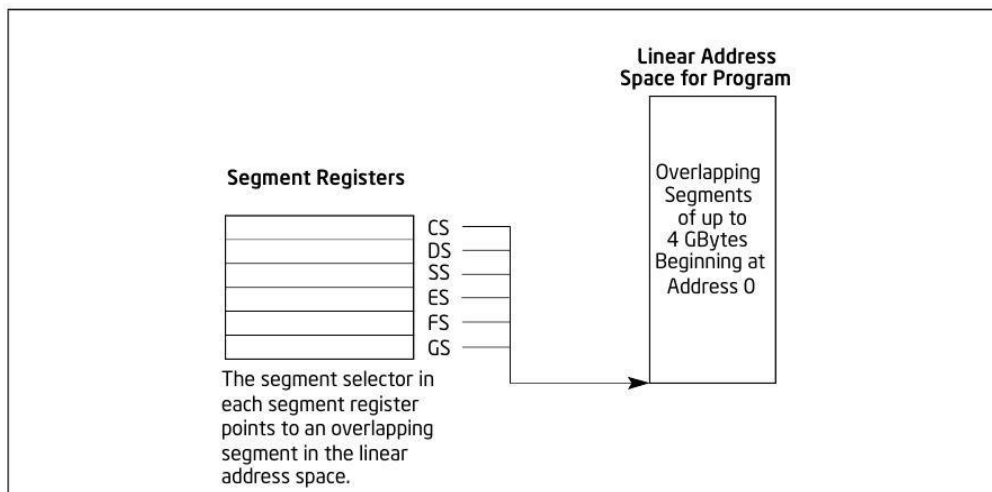 Linear Address
Space for Program
Overlapping
Segments
of up to
4 GBytes
Beginning at
Address 0
Segment Registers
CS
DS
SS
ES
FS
GS
The segment selector in
each segment register
points to an overlapping
segment in the linear
address space.